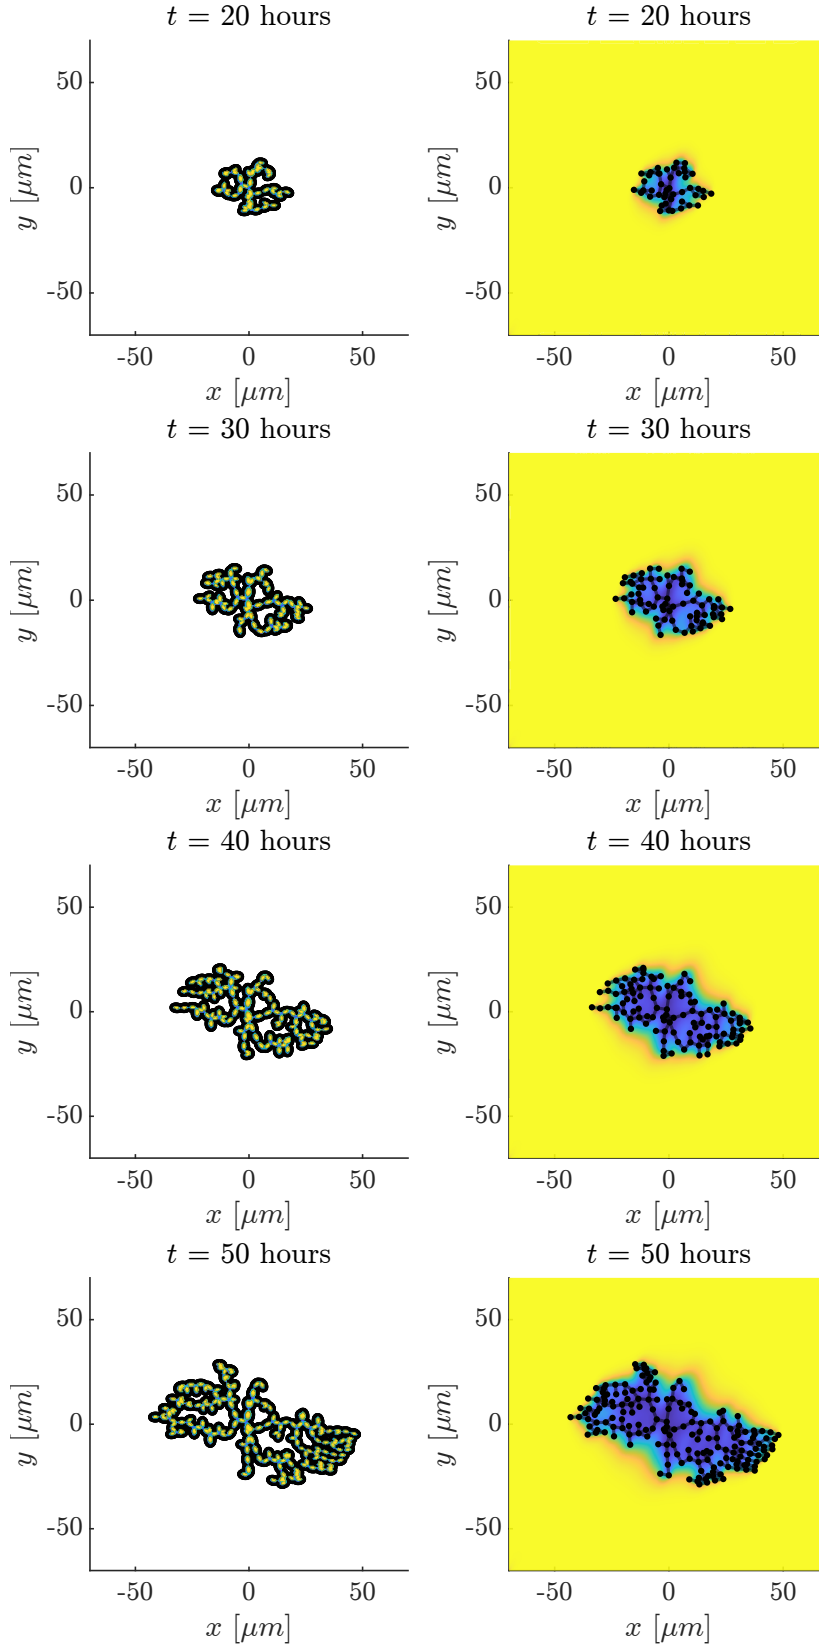 t = 20 hours
t = 20 hours
50
0
-50
y [μm]
-50 0 50
x [μm]
50
0
-50
y [μm]
-50 0 50
x [μm]
t = 30 hours
t = 30 hours
50
0
-50
y [μm]
-50 0 50
x [μm]
50
0
-50
y [μm]
-50 0 50
x [μm]
t = 40 hours
t = 40 hours
50
0
-50
y [μm]
-50 0 50
x [μm]
50
0
-50
y [μm]
-50 0 50
x [μm]
t = 50 hours
t = 50 hours
50
0
-50
y [μm]
-50 0 50
x [μm]
50
0
-50
y [μm]
-50 0 50
x [μm]